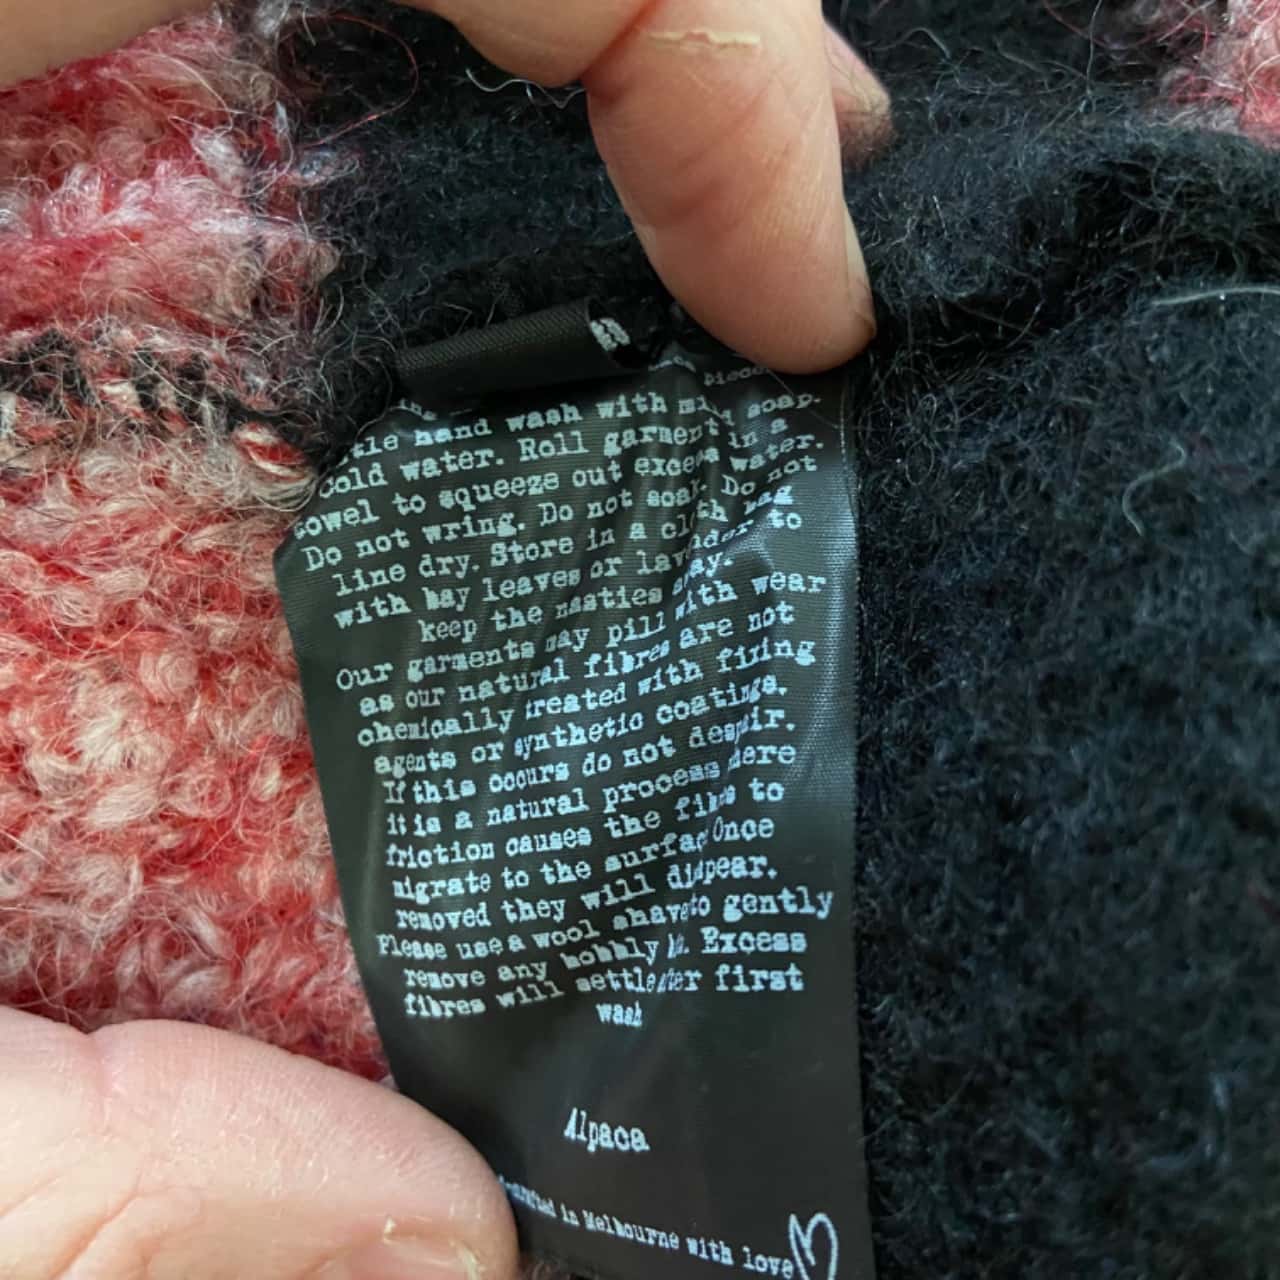 hand wash with mild soap.
Cold water. Roll garment in a
towel to squeeze out excess water.
Do not wring. Do not soak. Do not
line dry. Store in a cloth bag
with bay leaves or lavender to
keep the nasties away.
Our garments may pill with wear
as our natural fibres are not
chemically treated with fixing
agents or synthetic coatings.
If this occurs do not despair.
it is a natural process where
friction causes the fibres to
migrate to the surface Once
removed they will disappear.
Please use a wool shaver to gently
remove any bobbly Excess
fibres will settle after first
wash
Alpaca
in Melbourne with love